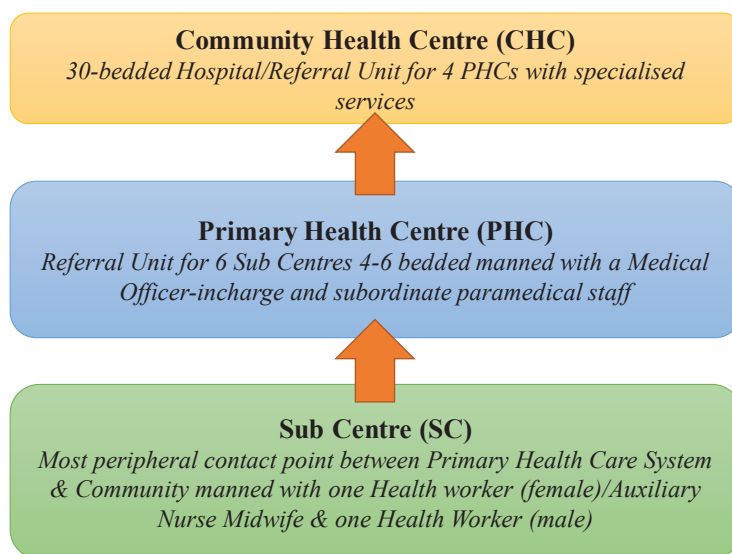 Community Health Centre (CHC)
30-bedded Hospital/Referral Unit for 4 PHCs with specialised
services
Primary Health Centre (PHC)
Referral Unit for 6 Sub Centres 4-6 bedded manned with a Medical
Officer-incharge and subordinate paramedical staff
Sub Centre (SC)
Most peripheral contact point between Primary Health Care System
& Community manned with one Health worker (female)/Auxiliary
Nurse Midwife & one Health Worker (male)